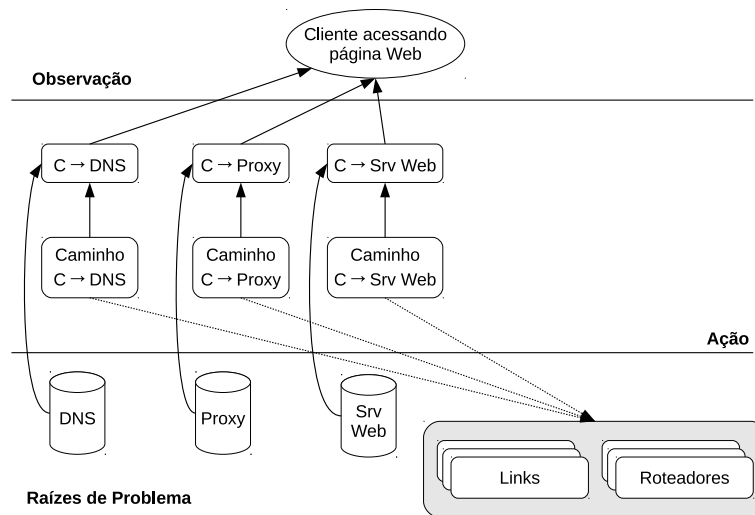 Cliente acessando
página Web
Observação
C → DNS
C → Proxy
C → Srv Web
Caminho
C → DNS
Caminho
C → Proxy
Caminho
C → Srv Web
Ação
DNS
Proxy
Srv
Web
Links
Roteadores
Raízes de Problema